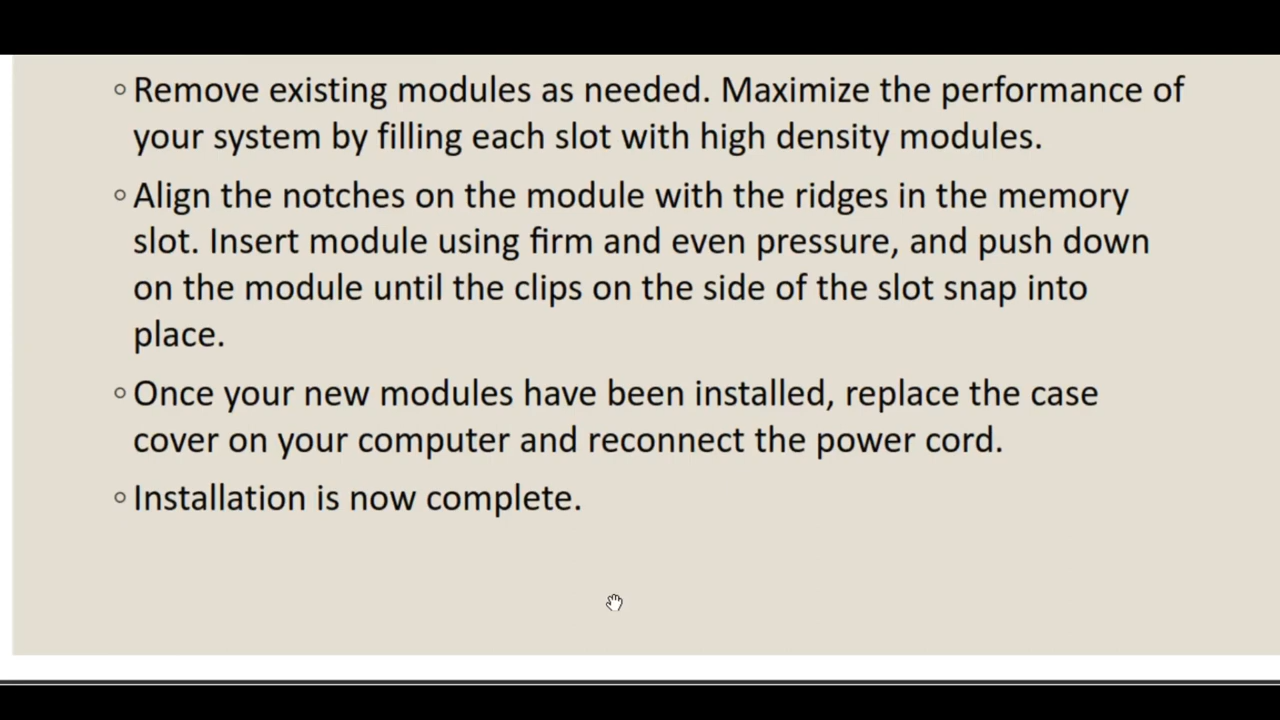 ◦ Remove existing modules as needed. Maximize the performance of
your system by filling each slot with high density modules.
◦ Align the notches on the module with the ridges in the memory
slot. Insert module using firm and even pressure, and push down
on the module until the clips on the side of the slot snap into
place.
◦ Once your new modules have been installed, replace the case
cover on your computer and reconnect the power cord.
◦ Installation is now complete.